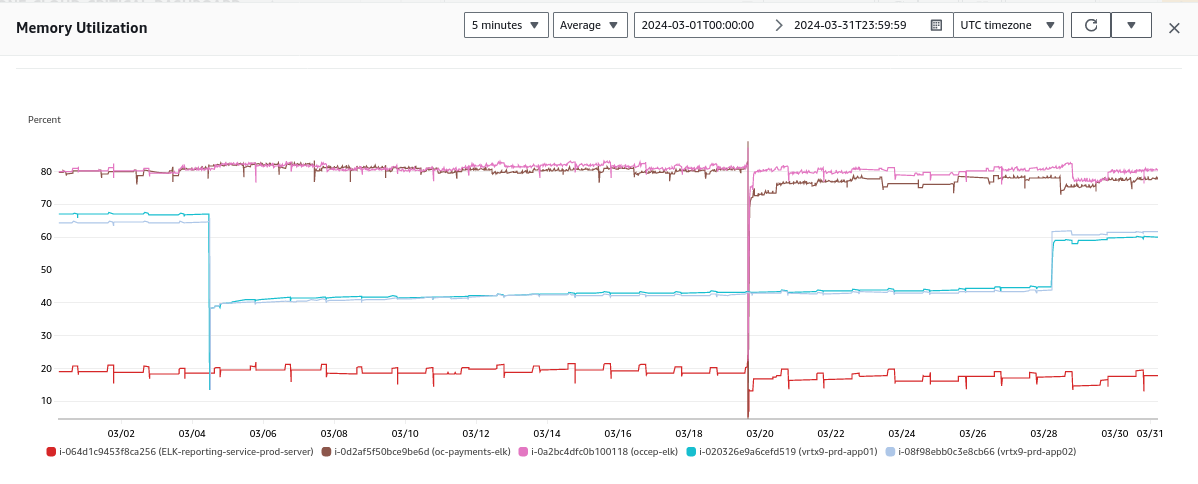 Memory Utilization
5 minutes
Average
2024-03-01T00:00:00
2024-03-31T23:59:59
UTC timezone
Percent
80
70
60
50
40
30
20
10
03/02 03/04 03/06 03/08 03/10 03/12 03/14 03/16 03/18 03/20 03/22 03/24 03/26 03/28 03/30 03/31
i-064d1c9453f8ca256 (ELK-reporting-service-prod-server) i-0d2af5f50bce9be6d (oc-payments-elk) i-0a2bc4dfc0b100118 (occep-elk) i-020326e9a6cefd519 (vrtx9-prd-app01) i-08f98ebb0c3e8cb66 (vrtx9-prd-app02)